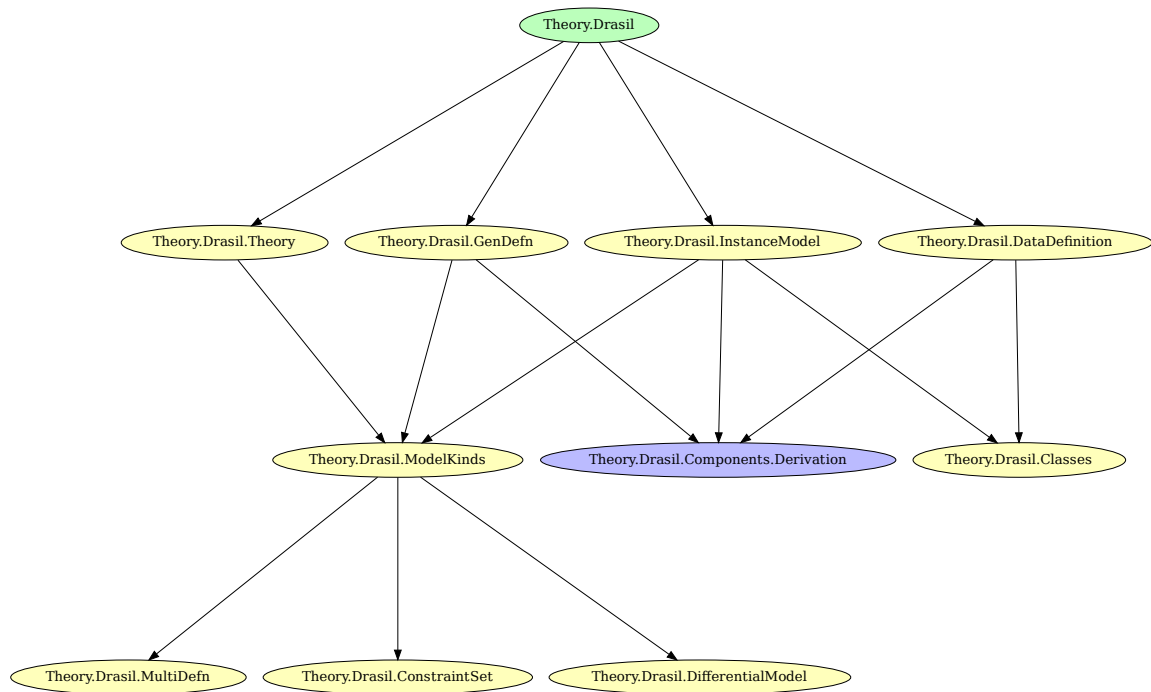 Theory.Drasil
Theory.Drasil.Theory
Theory.Drasil.GenDefn
Theory.Drasil.InstanceModel
Theory.Drasil.DataDefinition
Theory.Drasil.ModelKinds
Theory.Drasil.Components.Derivation
Theory.Drasil.Classes
Theory.Drasil.MultiDefn
Theory.Drasil.ConstraintSet
Theory.Drasil.DifferentialModel